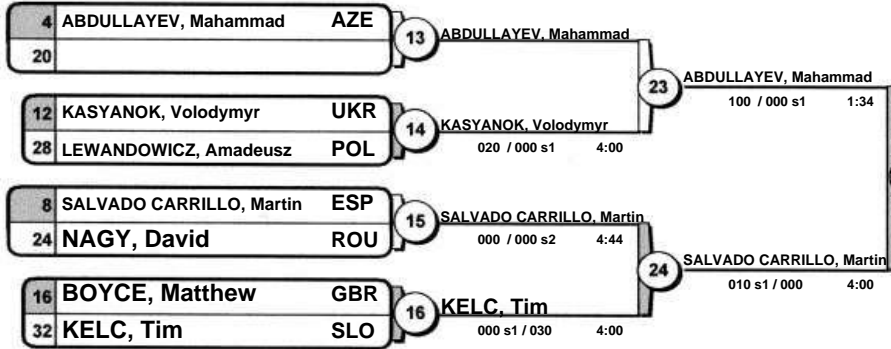 4 ABDULLAYEV, Mahammad AZE
20
13
ABDULLAYEV, Mahammad
12 KASYANOK, Volodymyr UKR
28 LEWANDOWICZ, Amadeusz POL
14
KASYANOK, Volodymyr
020 / 000 s1 4:00
23
ABDULLAYEV, Mahammad
100 / 000 s1 1:34
8 SALVADO CARRILLO, Martin ESP
24 NAGY, David ROU
15
SALVADO CARRILLO, Martin
000 / 000 s2 4:44
16 BOYCE, Matthew GBR
32 KELC, Tim SLO
16
KELC, Tim
000 s1 / 030 4:00
24
SALVADO CARRILLO, Martin
010 s1 / 000 4:00